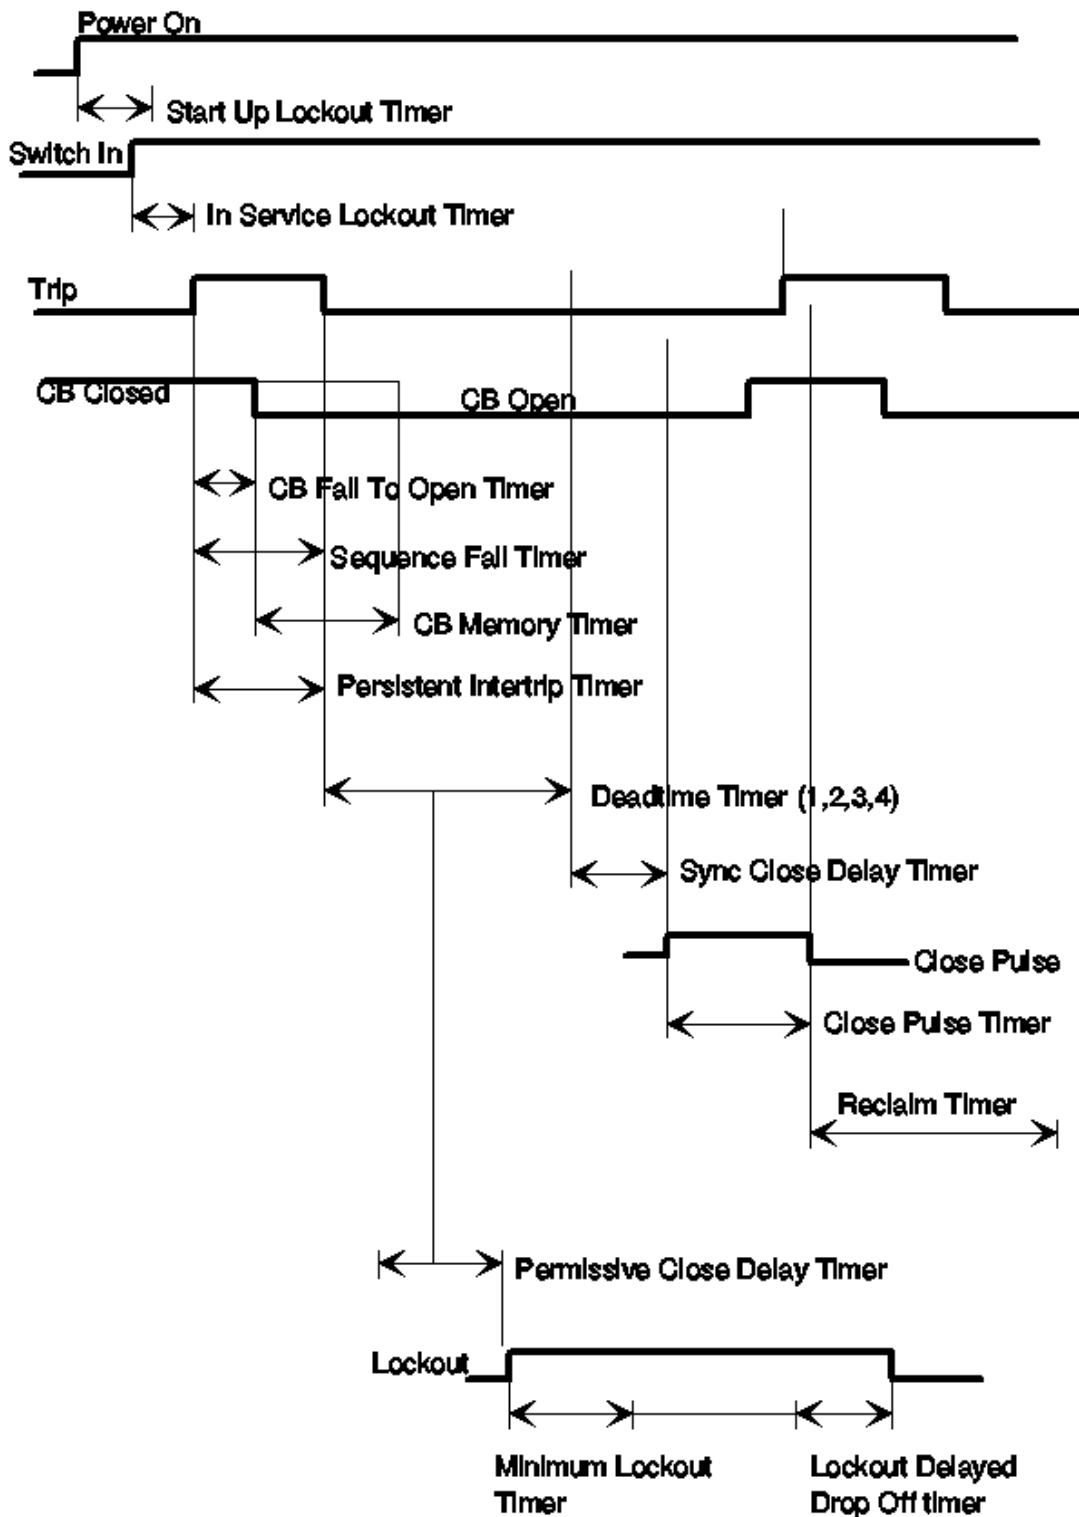 Power On
Start Up Lockout Timer
Switch In
In Service Lockout Timer
Trip
CB Closed
CB Open
CB Fail To Open Timer
Sequence Fail Timer
CB Memory Timer
Persistent Intertrip Timer
Deadtime Timer (1,2,3,4)
Sync Close Delay Timer
Close Pulse
Close Pulse Timer
Reclaim Timer
Permissive Close Delay Timer
Lockout
Minimum Lockout
Timer
Lockout Delayed
Drop Off timer